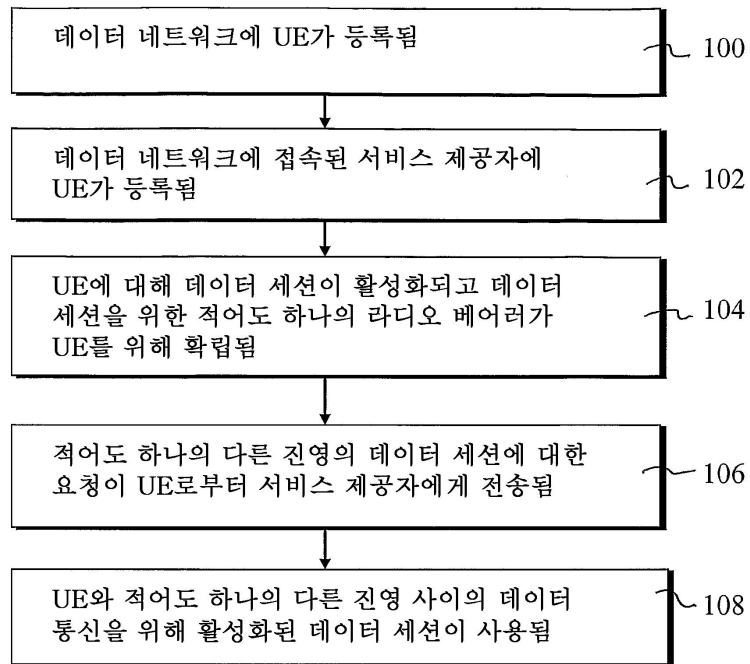 데이터 네트워크에 UE가 등록됨
100
데이터 네트워크에 접속된 서비스 제공자에
UE가 등록됨
102
UE에 대해 데이터 세션이 활성화되고 데이터
세션을 위한 적어도 하나의 라디오 베어러가
UE를 위해 확립됨
104
적어도 하나의 다른 진영의 데이터 세션에 대한
요청이 UE로부터 서비스 제공자에게 전송됨
106
UE와 적어도 하나의 다른 진영 사이의 데이터
통신을 위해 활성화된 데이터 세션이 사용됨
108